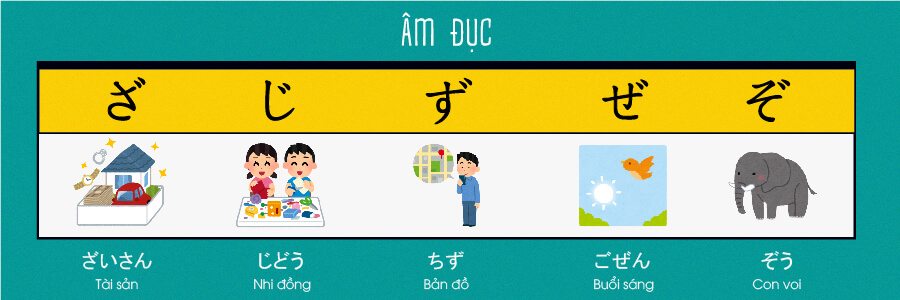 ÂM ĐỤC
ざ じ ず ぜ ぞ
ざいさん じどう ちず ごぜん ぞう
Tài sản Nhi đồng Bản đồ Buổi sáng Con voi